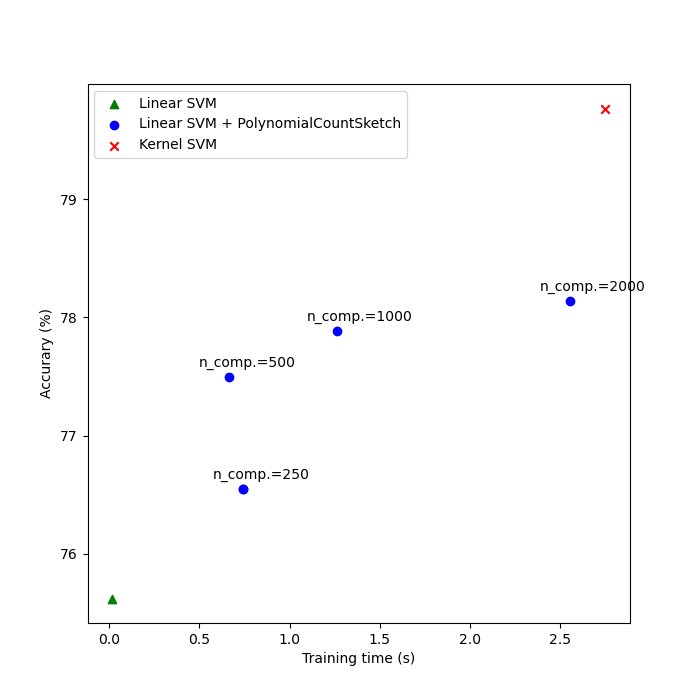 Linear SVM
Linear SVM + PolynomialCountSketch
Kernel SVM
79
78
77
76
Accurary (%)
n_comp.=2000
n_comp.=1000
n_comp.=500
n_comp.=250
0.0 0.5 1.0 1.5 2.0 2.5
Training time (s)